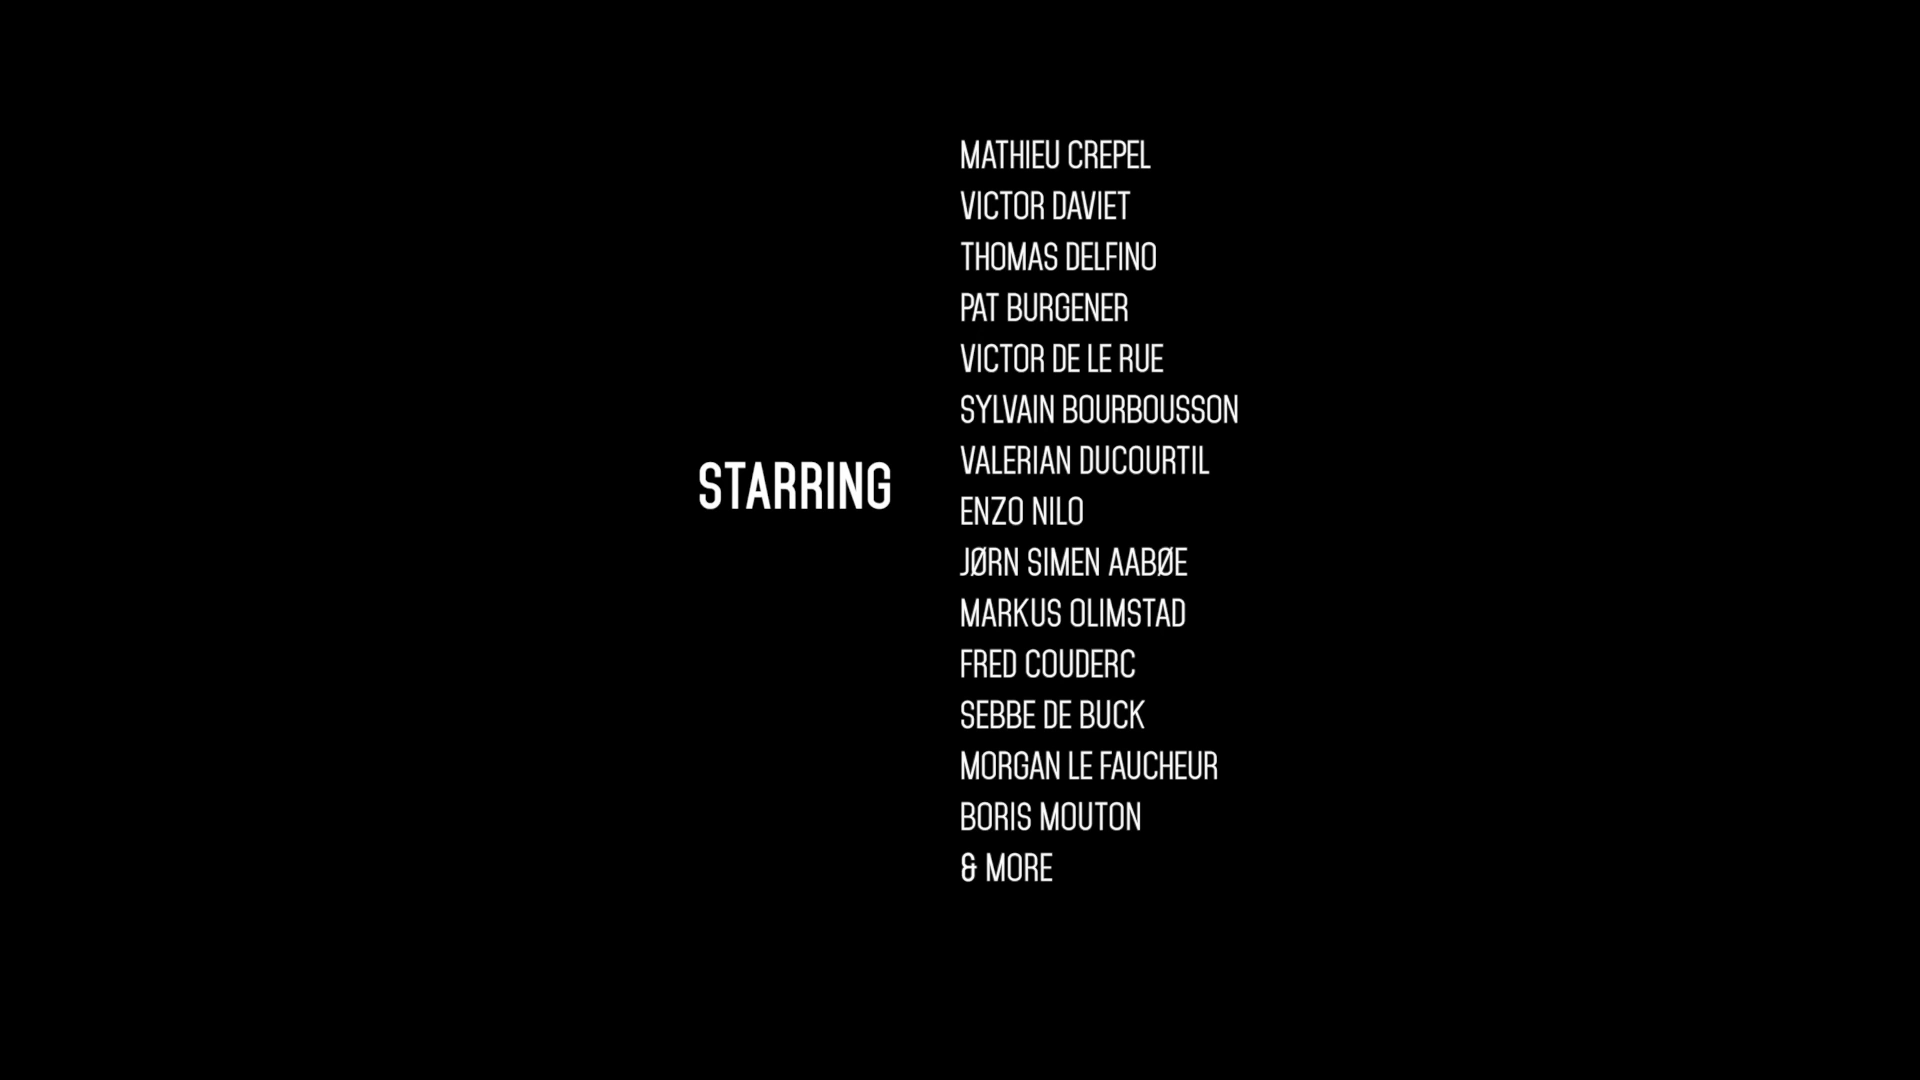 STARRING
MATHIEU CREPEL
VICTOR DAVIET
THOMAS DELFINO
PAT BURGENER
VICTOR DE LE RUE
SYLVAIN BOURBOUSSON
VALERIAN DUCOURTIL
ENZO NILO
JØRN SIMEN AABØE
MARKUS OLIMSTAD
FRED COUDERC
SEBBE DE BUCK
MORGAN LE FAUCHEUR
BORIS MOUTON
& MORE